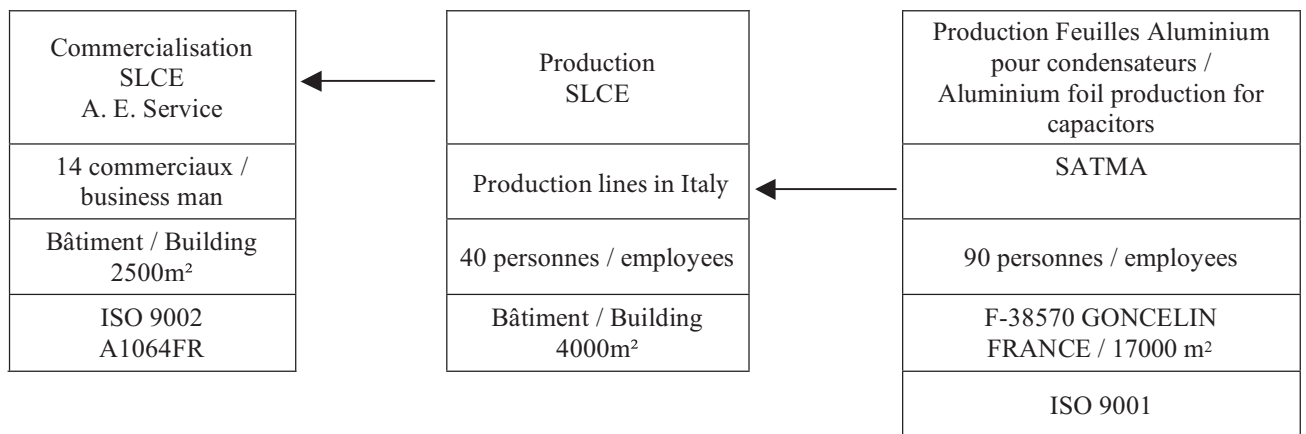 Commercialisation
SLCE
A. E. Service
14 commerciaux /
business man
Bâtiment / Building
2500m²
ISO 9002
A1064FR
Production
SLCE
Production lines in Italy
40 personnes / employees
Bâtiment / Building
4000m²
Production Feuilles Aluminium
pour condensateurs /
Aluminium foil production for
capacitors
SATMA
90 personnes / employees
F-38570 GONCELIN
FRANCE / 17000 m²
ISO 9001